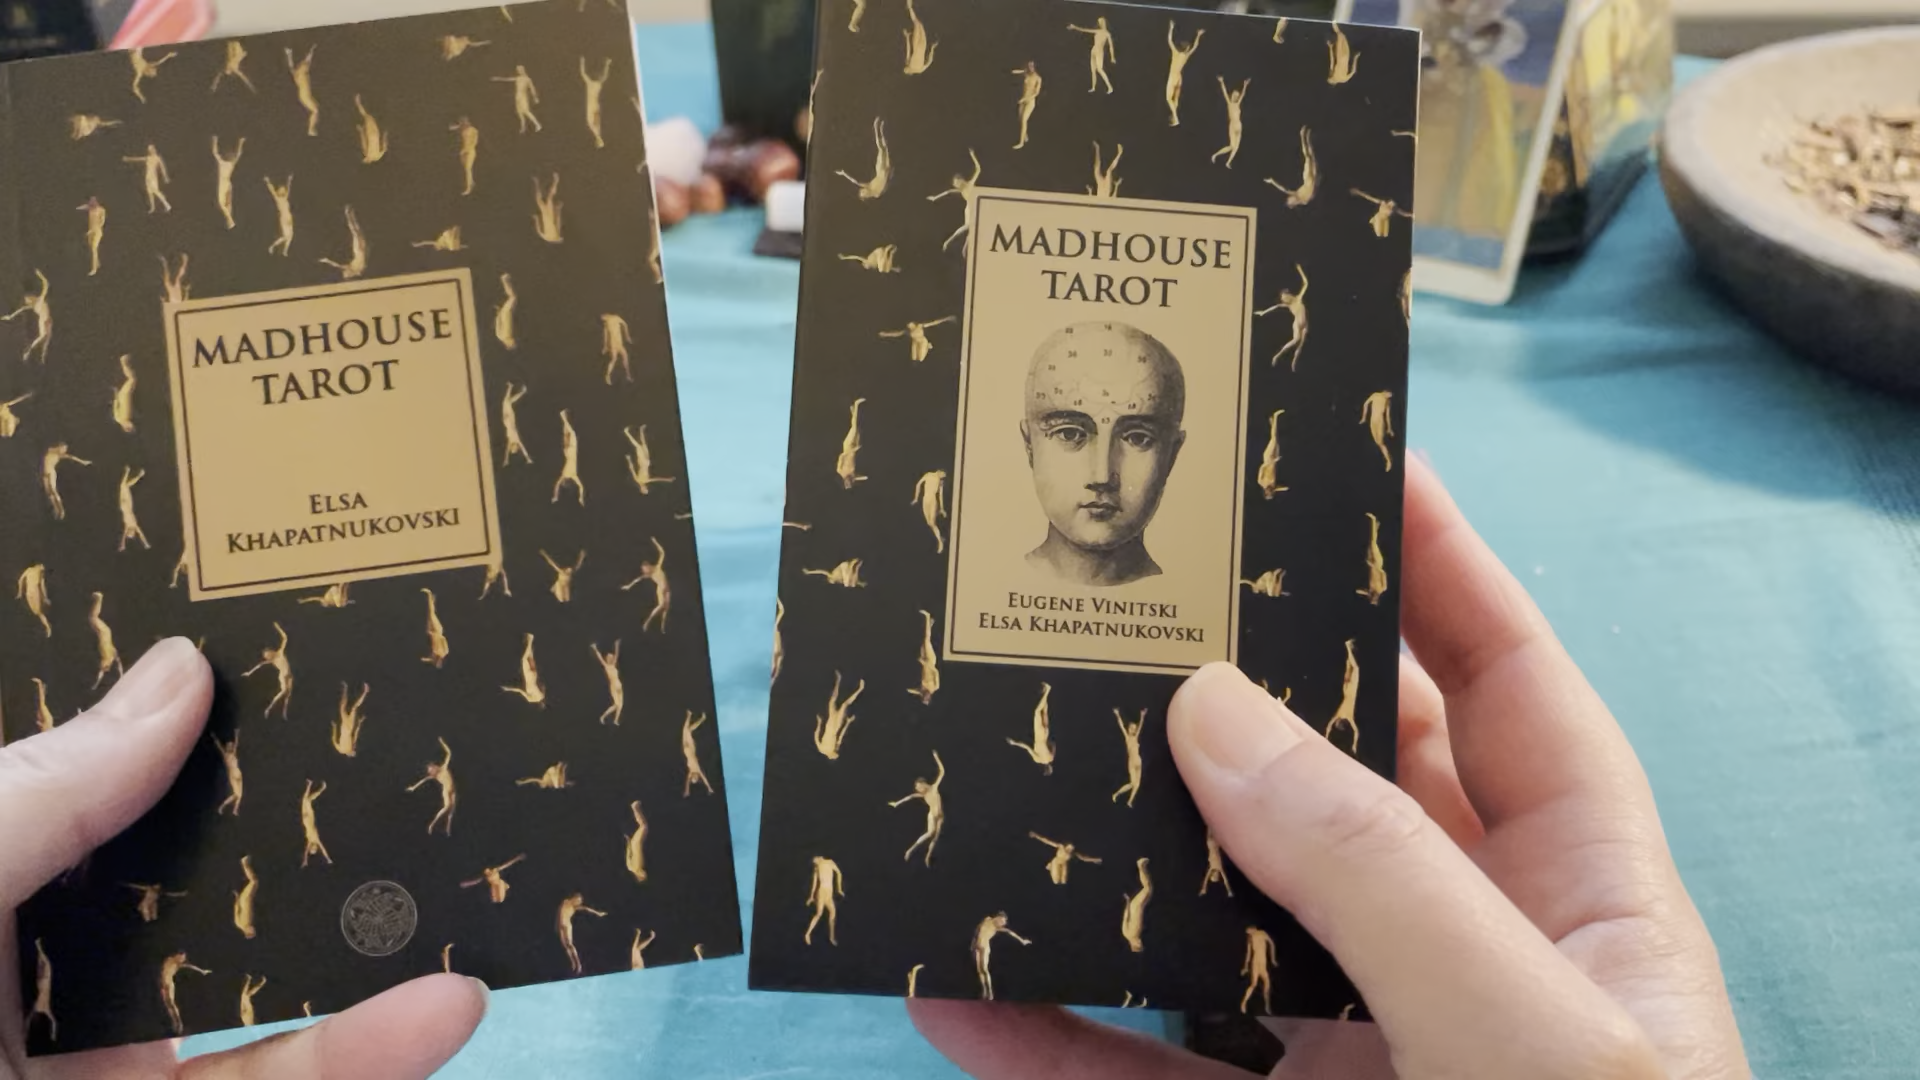 MADHOUSE
TAROT
ELSA
KHAPATNUKOVSKI
MADHOUSE
TAROT
EUGENE VINITSKI
ELSA KHAPATNUKOVSKI